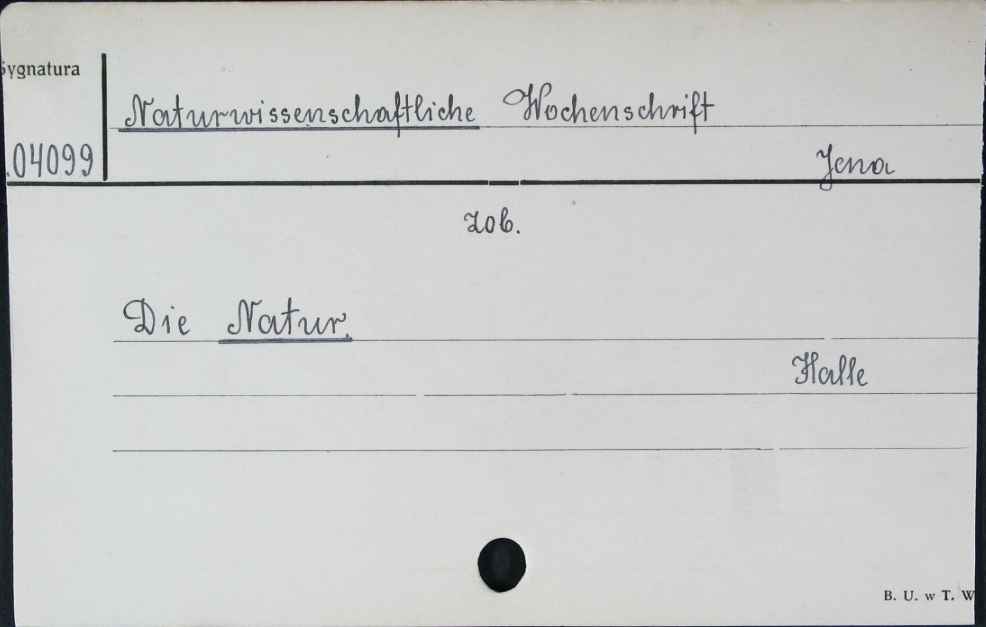 Sygnatura
Naturwissenschaftliche Wochenschrift
04099
Jena
zob.
Die Natur.
Halle
B. U. w T. W